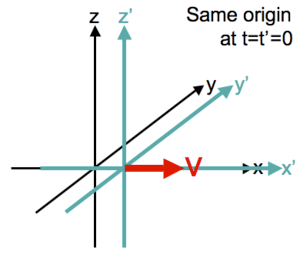 Same origin
at t=t’=0
z z’
y y’
V
x x’